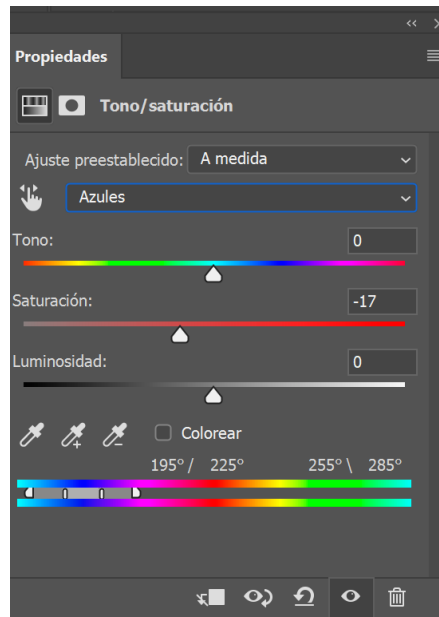 Propiedades
Tono/saturación
Ajuste preestablecido: A medida
Azules
Tono: 0
Saturación: -17
Luminosidad: 0
Colorear
195°/ 225° 255°\ 285°